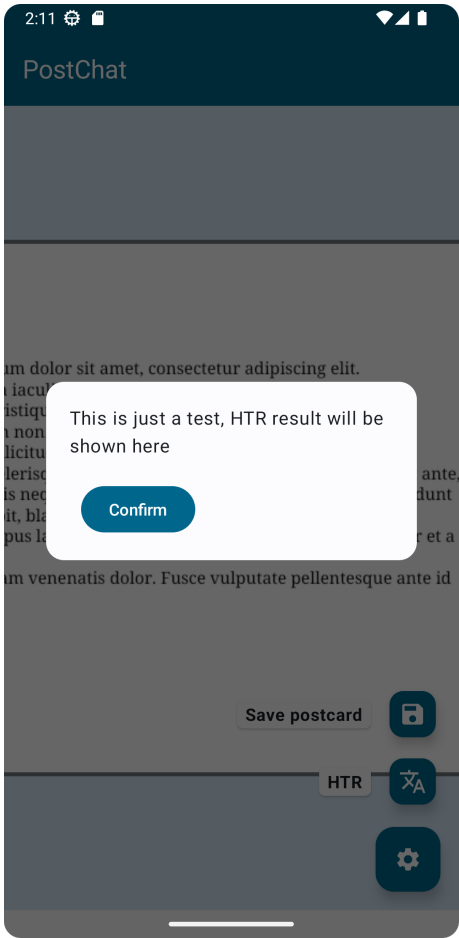 2:11
PostChat
um dolor sit amet, consectetur adipiscing elit.
This is just a test, HTR result will be
shown here
Confirm
ante,
dunt
r et a
am venenatis dolor. Fusce vulputate pellentesque ante id
Save postcard
HTR